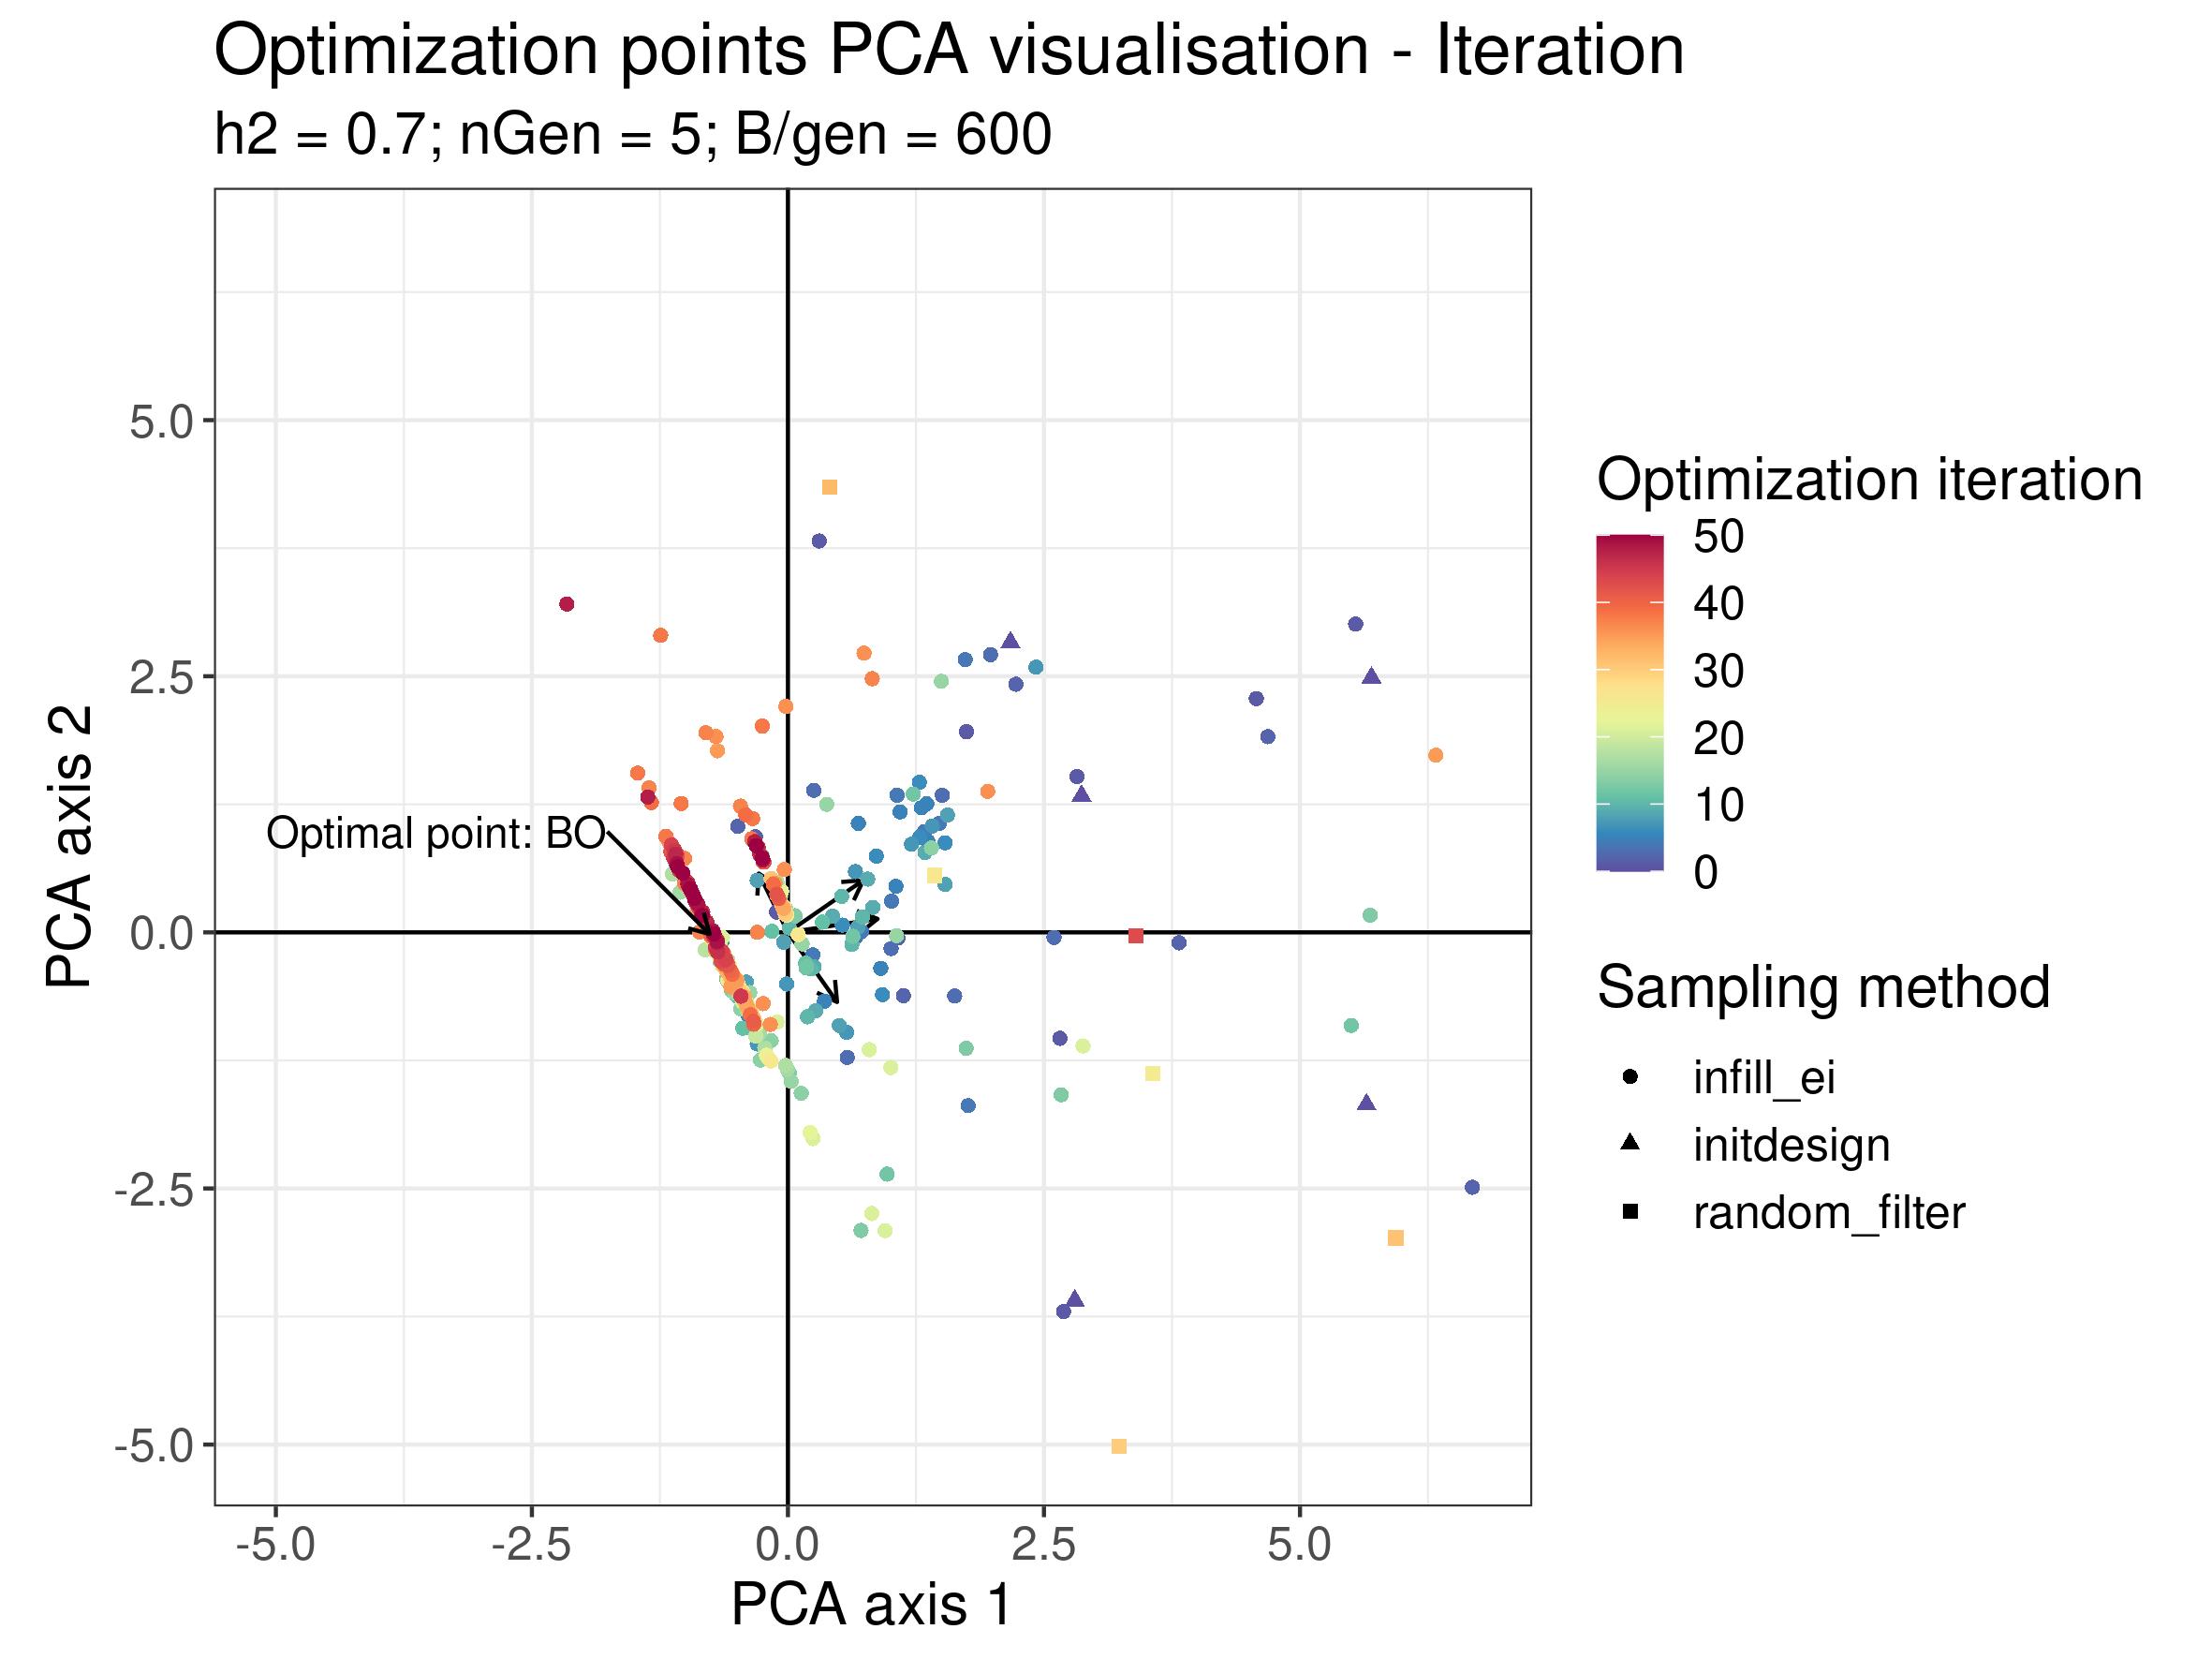 Optimization points PCA visualisation - Iteration
h2 = 0.7; nGen = 5; B/gen = 600
PCA axis 2
5.0
2.5
0.0
-2.5
-5.0
Optimal point: BO
-5.0
-2.5
0.0
2.5
5.0
PCA axis 1
Optimization iteration
50
40
30
20
10
0
Sampling method
infill_ei
initdesign
random_filter